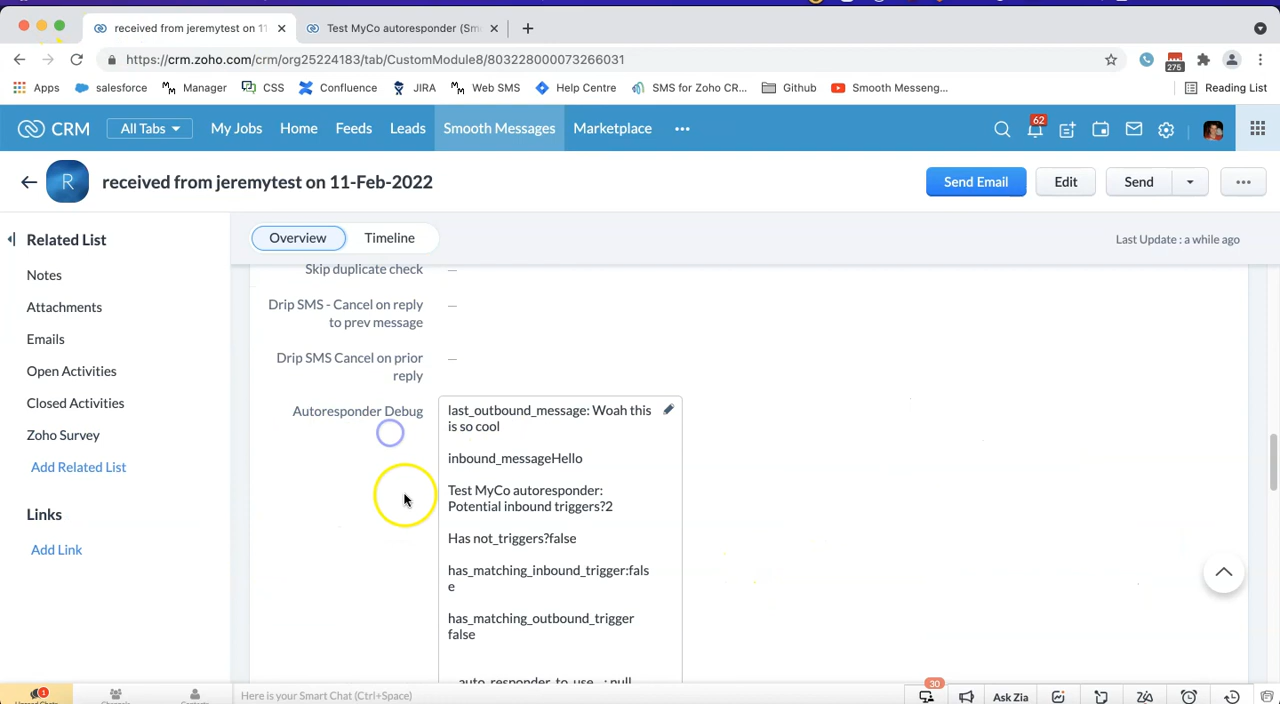 received from jeremytest on 11
Test MyCo autoresponder (Sm
https://crm.zoho.com/crm/org25224183/tab/CustomModule8/803228000073266031
275
Apps salesforce Manager CSS Confluence JIRA Web SMS Help Centre SMS for Zoho CR... Github Smooth Messeng... Reading List
CRM All Tabs My Jobs Home Feeds Leads Smooth Messages Marketplace ••• 62
R received from jeremytest on 11-Feb-2022 Send Email Edit Send •••
Related List
Overview Timeline Last Update : a while ago
Notes
Attachments
Emails
Open Activities
Closed Activities
Zoho Survey
Add Related List
Links
Add Link
Skip duplicate check —
Drip SMS - Cancel on reply —
to prev message
Drip SMS Cancel on prior —
reply
Autoresponder Debug
last_outbound_message: Woah this
is so cool
inbound_messageHello
Test MyCo autoresponder:
Potential inbound triggers?2
Has not_triggers?false
has_matching_inbound_trigger:fals
e
has_matching_outbound_trigger
false
auto_responder_to_use : null
1
Here is your Smart Chat (Ctrl+Space)
30
Ask Zia